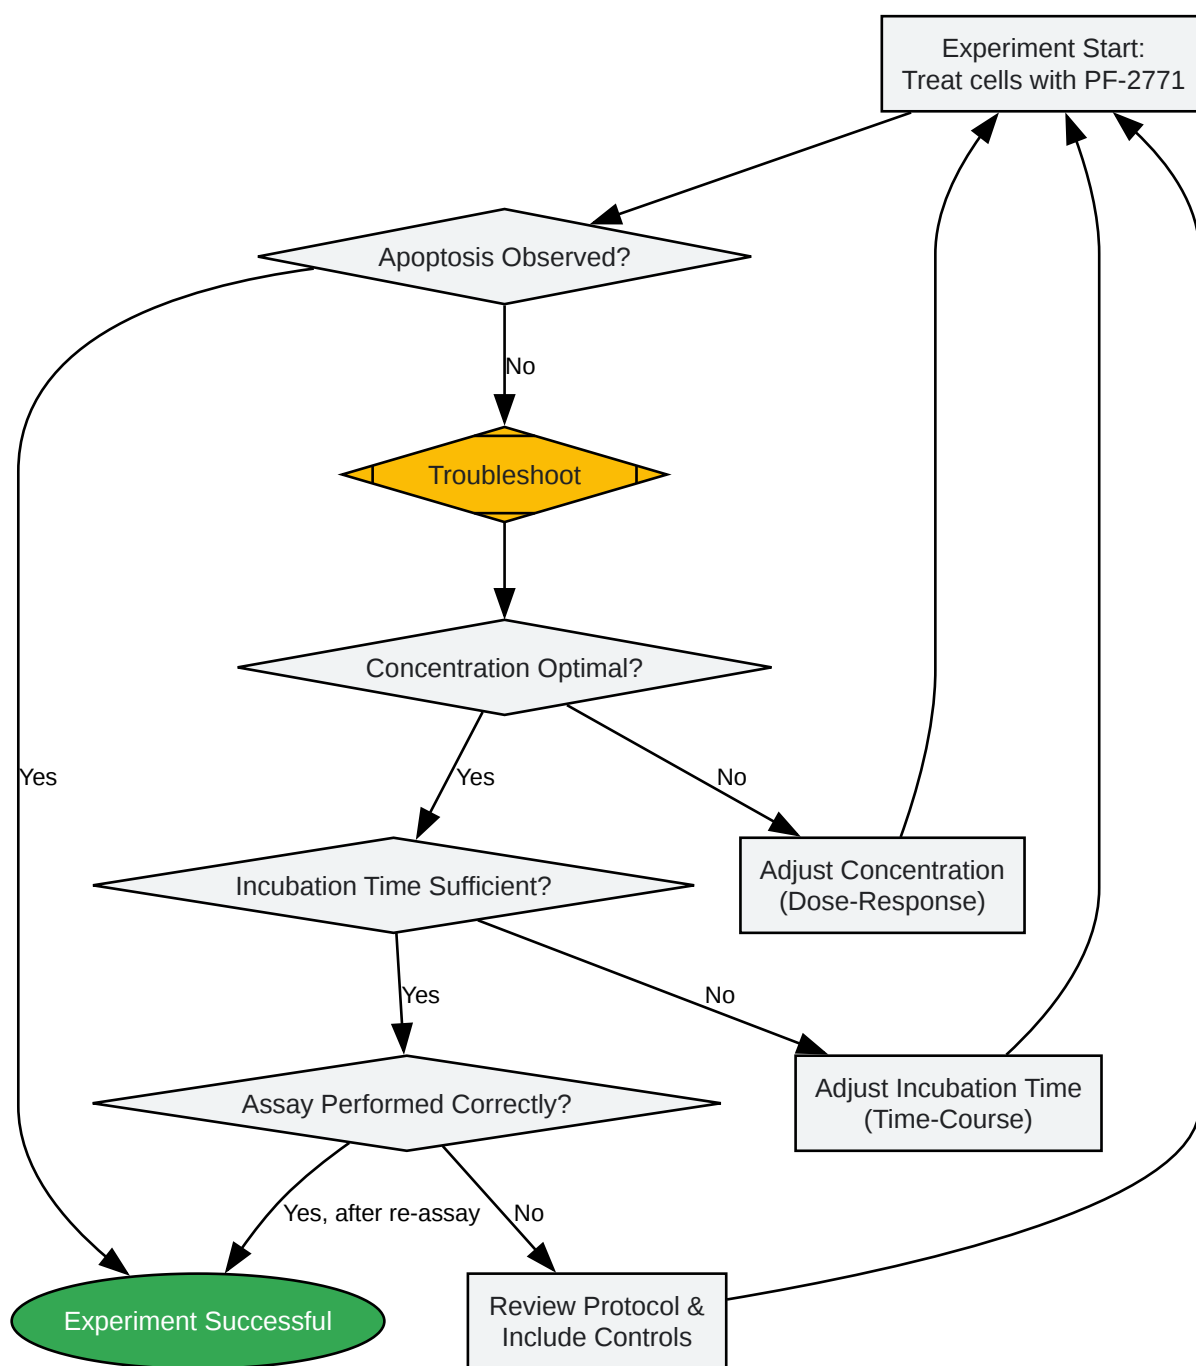 Experiment Start:
Treat cells with PF-2771
Apoptosis Observed?
No
Troubleshoot
Concentration Optimal?
Yes
Yes
No
Incubation Time Sufficient?
Adjust Concentration
(Dose-Response)
Yes
No
Assay Performed Correctly?
Adjust Incubation Time
(Time-Course)
Yes, after re-assay
No
Experiment Successful
Review Protocol &
Include Controls